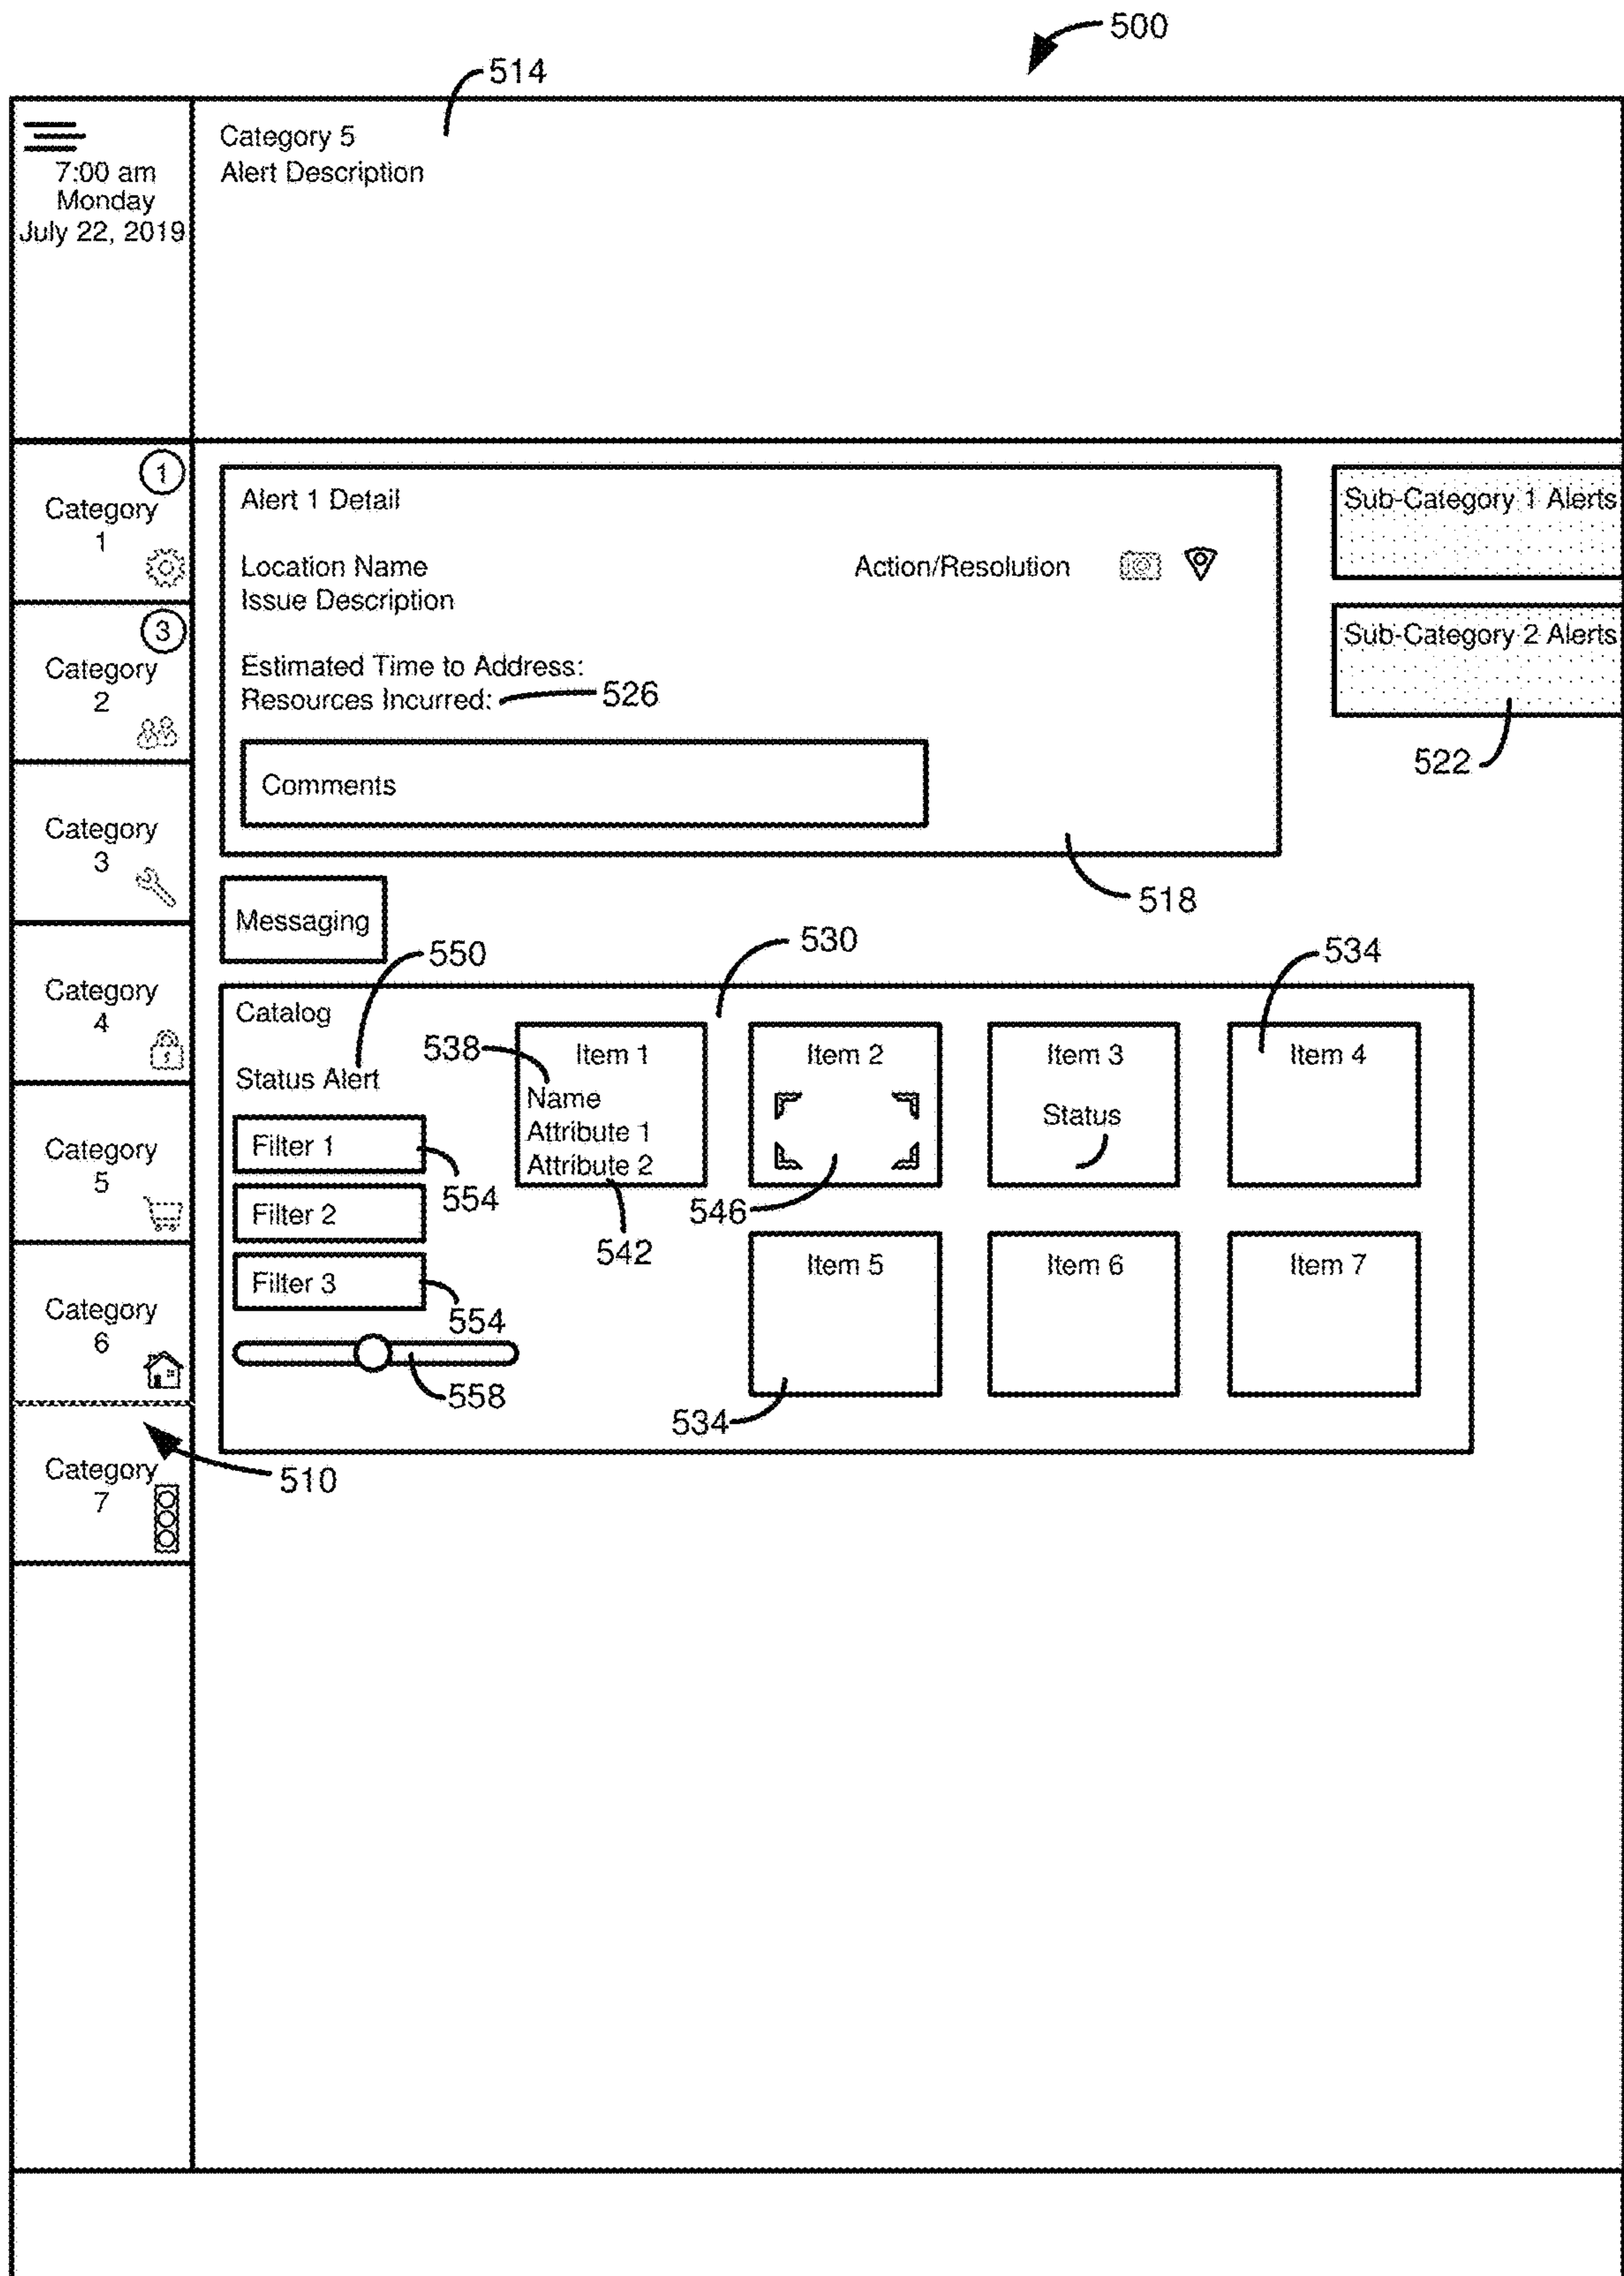 500
514
7:00 am
Monday
July 22, 2019
Category 5
Alert Description
1
Category
1
3
Category
2
Category
3
Category
4
Category
5
Category
6
Category
7
510
Alert 1 Detail
Location Name
Action/Resolution
Issue Description
Estimated Time to Address:
Resources Incurred:
526
Comments
518
Sub-Category 1 Alerts
Sub-Category 2 Alerts
522
Messaging
550
530
534
Catalog
Status Alert
Filter 1
554
Filter 2
Filter 3
554
558
538
Item 1
Name
Attribute 1
Attribute 2
542
Item 2
546
Item 3
Status
Item 4
Item 5
534
Item 6
Item 7